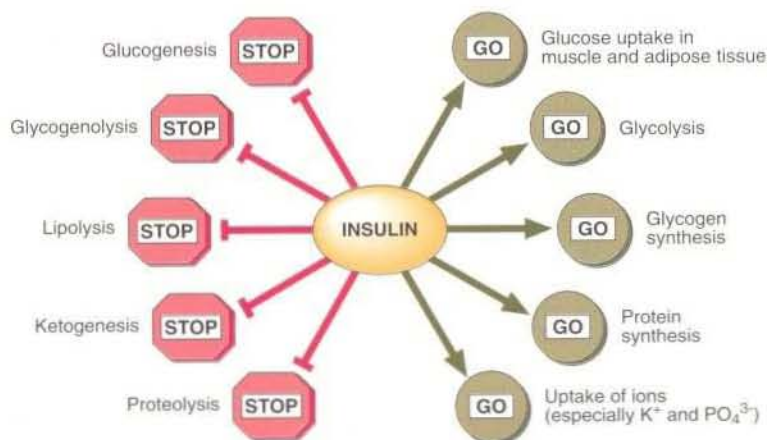 Glucogenesis
STOP
GO
Glucose uptake in
muscle and adipose tissue
Glycogenolysis
STOP
GO
Glycolysis
Lipolysis
STOP
INSULIN
GO
Glycogen
synthesis
Ketogenesis
STOP
GO
Protein
synthesis
Proteolysis
STOP
GO
Uptake of ions
(especially K⁺ and PO₄³⁻)